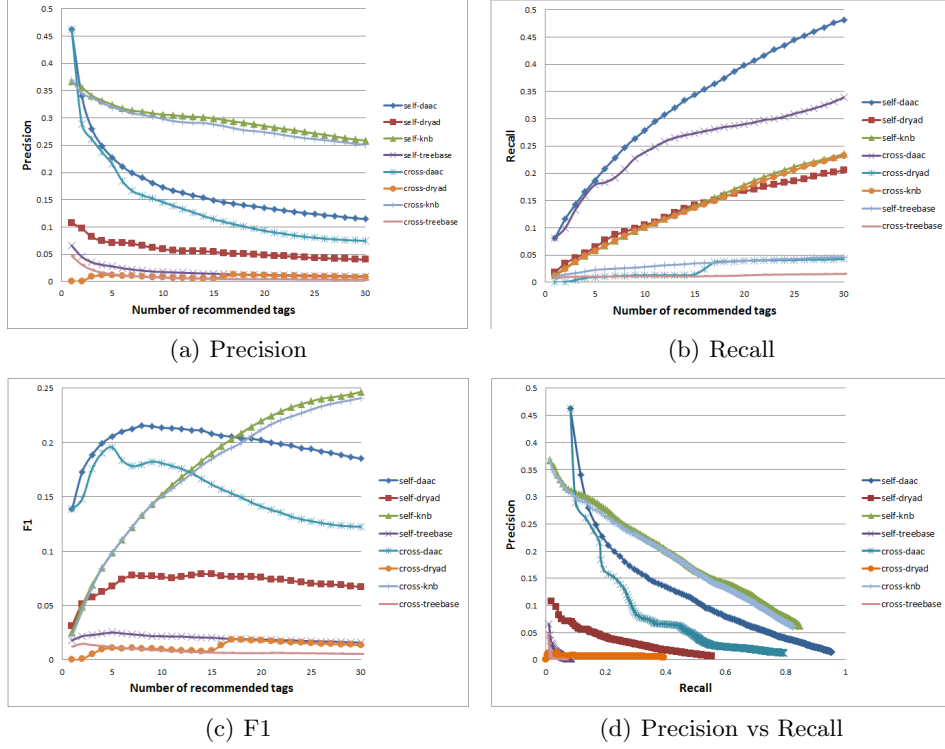 0.5
0.45
0.4
0.35
0.3
0.25
0.2
0.15
0.1
0.05
0
Precision
0 5 10 15 20 25 30
Number of recommended tags
self-daac
self-dryad
self-knb
self-treebase
cross-daac
cross-dryad
cross-knb
cross-treebase
(a) Precision
0.5
0.45
0.4
0.35
0.3
0.25
0.2
0.15
0.1
0.05
0
Recall
0 5 10 15 20 25 30
Number of recommended tags
self-daac
self-dryad
self-knb
cross-daac
cross-dryad
cross-knb
self-treebase
cross-treebase
(b) Recall
0.25
0.2
0.15
0.1
0.05
0
F1
0 5 10 15 20 25 30
Number of recommended tags
self-daac
self-dryad
self-knb
self-treebase
cross-daac
cross-dryad
cross-knb
cross-treebase
(c) F1
0.5
0.45
0.4
0.35
0.3
0.25
0.2
0.15
0.1
0.05
0
Precision
0 0.2 0.4 0.6 0.8 1
Recall
self-daac
self-dryad
self-knb
self-treebase
cross-daac
cross-dryad
cross-knb
cross-treebase
(d) Precision vs Recall